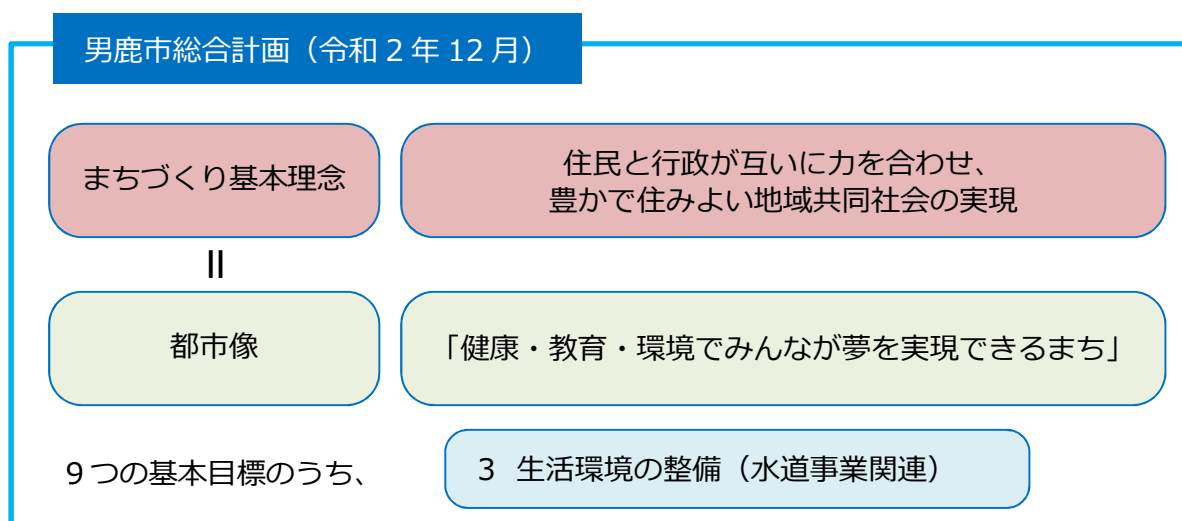 男鹿市総合計画（令和 2 年 12 月）
まちづくり基本理念
住民と行政が互いに力を合わせ、
豊かで住みよい地域共同社会の実現
＝
都市像
「健康・教育・環境でみんなが夢を実現できるまち」
９つの基本目標のうち、
3 生活環境の整備（水道事業関連）